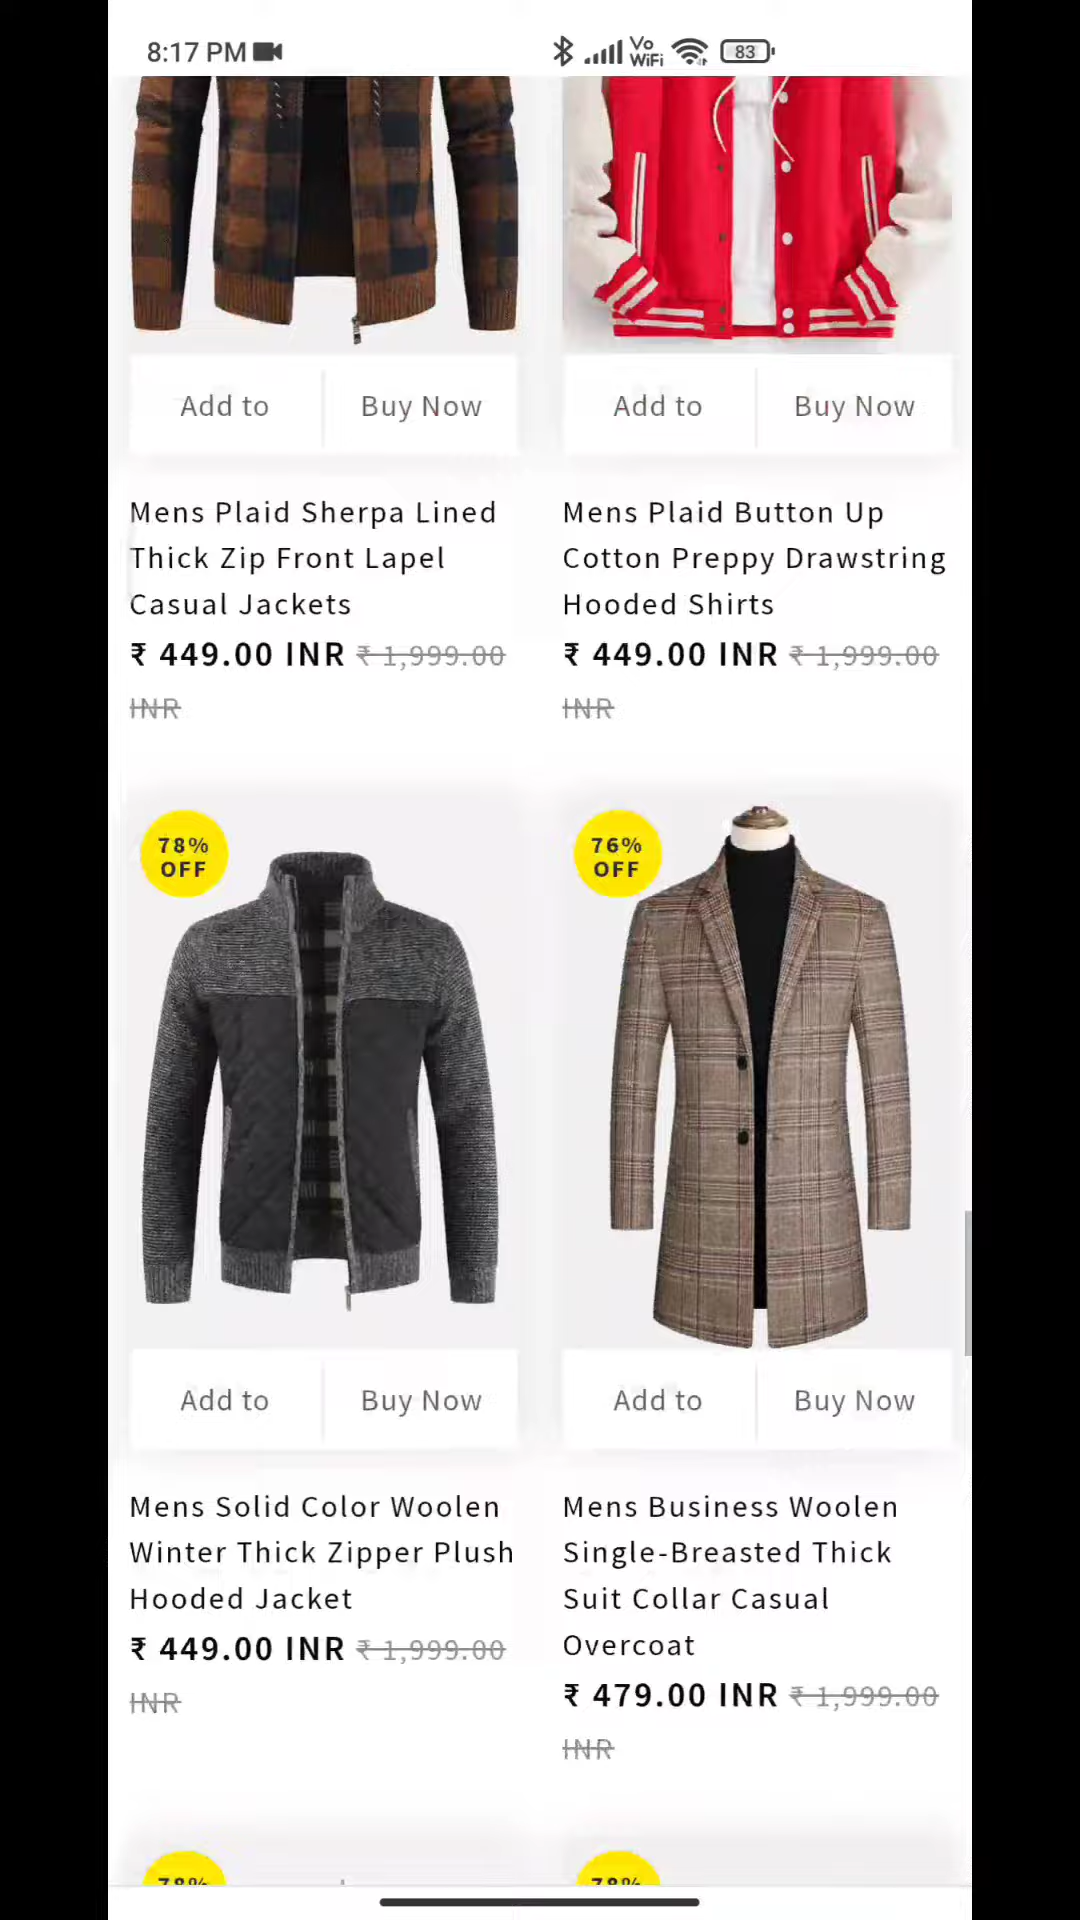 8:17 PM
Vo
WiFi
83
Add to
Buy Now
Add to
Buy Now
Mens Plaid Sherpa Lined
Thick Zip Front Lapel
Casual Jackets
₹ 449.00 INR ₹ 1,999.00
INR
Mens Plaid Button Up
Cotton Preppy Drawstring
Hooded Shirts
₹ 449.00 INR ₹ 1,999.00
INR
78%
OFF
76%
OFF
Add to
Buy Now
Add to
Buy Now
Mens Solid Color Woolen
Winter Thick Zipper Plush
Hooded Jacket
₹ 449.00 INR ₹ 1,999.00
INR
Mens Business Woolen
Single-Breasted Thick
Suit Collar Casual
Overcoat
₹ 479.00 INR ₹ 1,999.00
INR
78%
78%